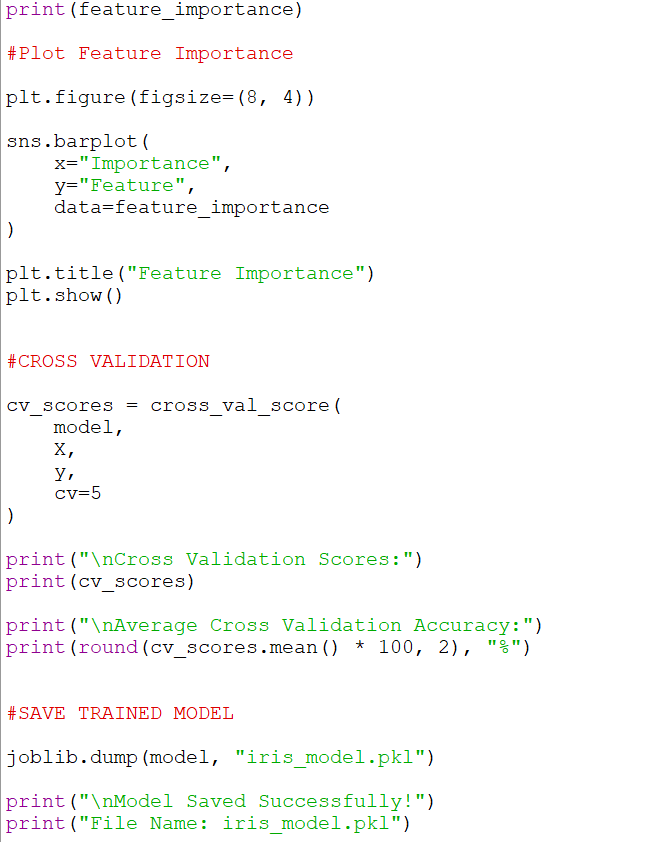 print(feature_importance)
#Plot Feature Importance
plt.figure(figsize=(8, 4))
sns.barplot(
    x="Importance",
    y="Feature",
    data=feature_importance
)
plt.title("Feature Importance")
plt.show()
#CROSS VALIDATION
cv_scores = cross_val_score(
    model,
    X,
    y,
    cv=5
)
print("\nCross Validation Scores:")
print(cv_scores)
print("\nAverage Cross Validation Accuracy:")
print(round(cv_scores.mean() * 100, 2), "%")
#SAVE TRAINED MODEL
joblib.dump(model, "iris_model.pkl")
print("\nModel Saved Successfully!")
print("File Name: iris_model.pkl")